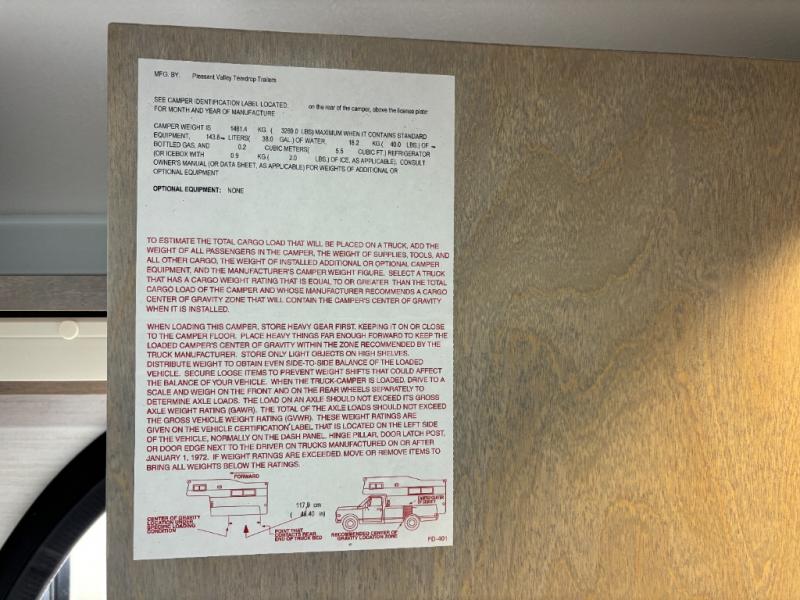 MFG. BY: Pleasant Valley Teardrop Trailers
SEE CAMPER IDENTIFICATION LABEL LOCATED: on the rear of the camper, above the license plate
FOR MONTH AND YEAR OF MANUFACTURE
CAMPER WEIGHT IS 1481.4 KG. ( 3269.0 LBS) MAXIMUM WHEN IT CONTAINS STANDARD
EQUIPMENT, 143.8 LITERS( 38.0 GAL.) OF WATER, 18.2 KG.( 40.0 LBS.) OF
BOTTLED GAS, AND 0.2 CUBIC METERS( 5.5 CUBIC FT.) REFRIGERATOR
(OR ICEBOX WITH 0.9 KG.( 2.0 LBS.) OF ICE, AS APPLICABLE). CONSULT
OWNER'S MANUAL (OR DATA SHEET, AS APPLICABLE) FOR WEIGHTS OF ADDITIONAL OR
OPTIONAL EQUIPMENT
OPTIONAL EQUIPMENT: NONE
TO ESTIMATE THE TOTAL CARGO LOAD THAT WILL BE PLACED ON A TRUCK, ADD THE
WEIGHT OF ALL PASSENGERS IN THE CAMPER, THE WEIGHT OF SUPPLIES, TOOLS, AND
ALL OTHER CARGO, THE WEIGHT OF INSTALLED ADDITIONAL OR OPTIONAL CAMPER
EQUIPMENT, AND THE MANUFACTURER'S CAMPER WEIGHT FIGURE. SELECT A TRUCK
THAT HAS A CARGO WEIGHT RATING THAT IS EQUAL TO OR GREATER THAN THE TOTAL
CARGO LOAD OF THE CAMPER AND WHOSE MANUFACTURER RECOMMENDS A CARGO
CENTER OF GRAVITY ZONE THAT WILL CONTAIN THE CAMPER'S CENTER OF GRAVITY
WHEN IT IS INSTALLED.
WHEN LOADING THIS CAMPER, STORE HEAVY GEAR FIRST, KEEPING IT ON OR CLOSE
TO THE CAMPER FLOOR. PLACE HEAVY THINGS FAR ENOUGH FORWARD TO KEEP THE
LOADED CAMPER'S CENTER OF GRAVITY WITHIN THE ZONE RECOMMENDED BY THE
TRUCK MANUFACTURER. STORE ONLY LIGHT OBJECTS ON HIGH SHELVES.
DISTRIBUTE WEIGHT TO OBTAIN EVEN SIDE-TO-SIDE BALANCE OF THE LOADED
VEHICLE. SECURE LOOSE ITEMS TO PREVENT WEIGHT SHIFTS THAT COULD AFFECT
THE BALANCE OF YOUR VEHICLE. WHEN THE TRUCK-CAMPER IS LOADED, DRIVE TO A
SCALE AND WEIGH ON THE FRONT AND ON THE REAR WHEELS SEPARATELY TO
DETERMINE AXLE LOADS. THE LOAD ON AN AXLE SHOULD NOT EXCEED ITS GROSS
AXLE WEIGHT RATING (GAWR). THE TOTAL OF THE AXLE LOADS SHOULD NOT EXCEED
THE GROSS VEHICLE WEIGHT RATING (GVWR). THESE WEIGHT RATINGS ARE
GIVEN ON THE VEHICLE CERTIFICATION LABEL THAT IS LOCATED ON THE LEFT SIDE
OF THE VEHICLE, NORMALLY ON THE DASH PANEL, HINGE PILLAR, DOOR LATCH POST,
OR DOOR EDGE NEXT TO THE DRIVER ON TRUCKS MANUFACTURED ON OR AFTER
JANUARY 1, 1972. IF WEIGHT RATINGS ARE EXCEEDED, MOVE OR REMOVE ITEMS TO
BRING ALL WEIGHTS BELOW THE RATINGS.
FORWARD
117.9 cm
( 46.40 in)
CENTER OF GRAVITY
LOCATION UNDER
SPECIFIC LOADING
CONDITION
POINT THAT
CONTACTS REAR
END OF TRUCK BED
RECOMMENDED CENTER OF
GRAVITY LOCATION ZONE
PD-401